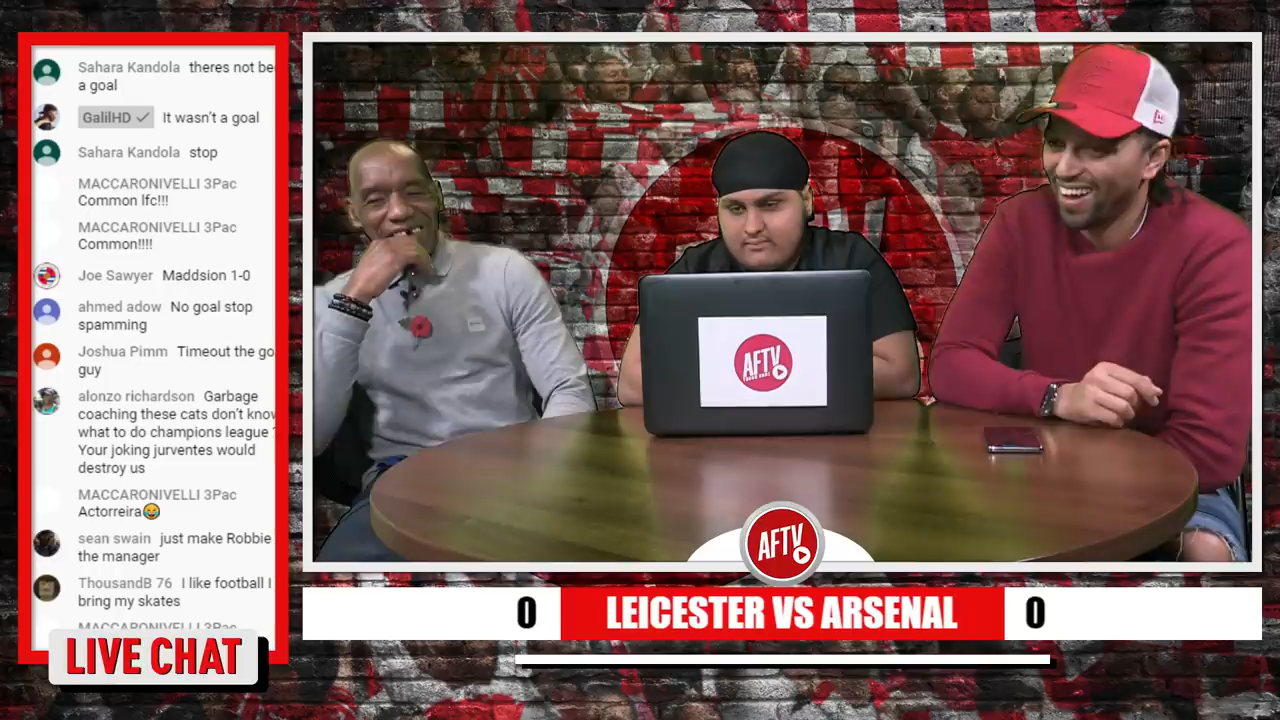 Sahara Kandola theres not be
a goal
GalilHD It wasn't a goal
Sahara Kandola stop
MACCARONIVELLI 3Pac
Common lfc!!!
MACCARONIVELLI 3Pac
Common!!!!
Joe Sawyer Maddsion 1-0
ahmed adow No goal stop
spamming
Joshua Pimm Timeout the go
guy
alonzo richardson Garbage
coaching these cats don't know
what to do champions league ?
Your joking jurventes would
destroy us
MACCARONIVELLI 3Pac
Actorreira😂
sean swain just make Robbie
the manager
ThousandB 76 I like football I
bring my skates
MACCARONIVELLI 3Pac
LIVE CHAT
AFTV
AFTV
0 LEICESTER VS ARSENAL 0